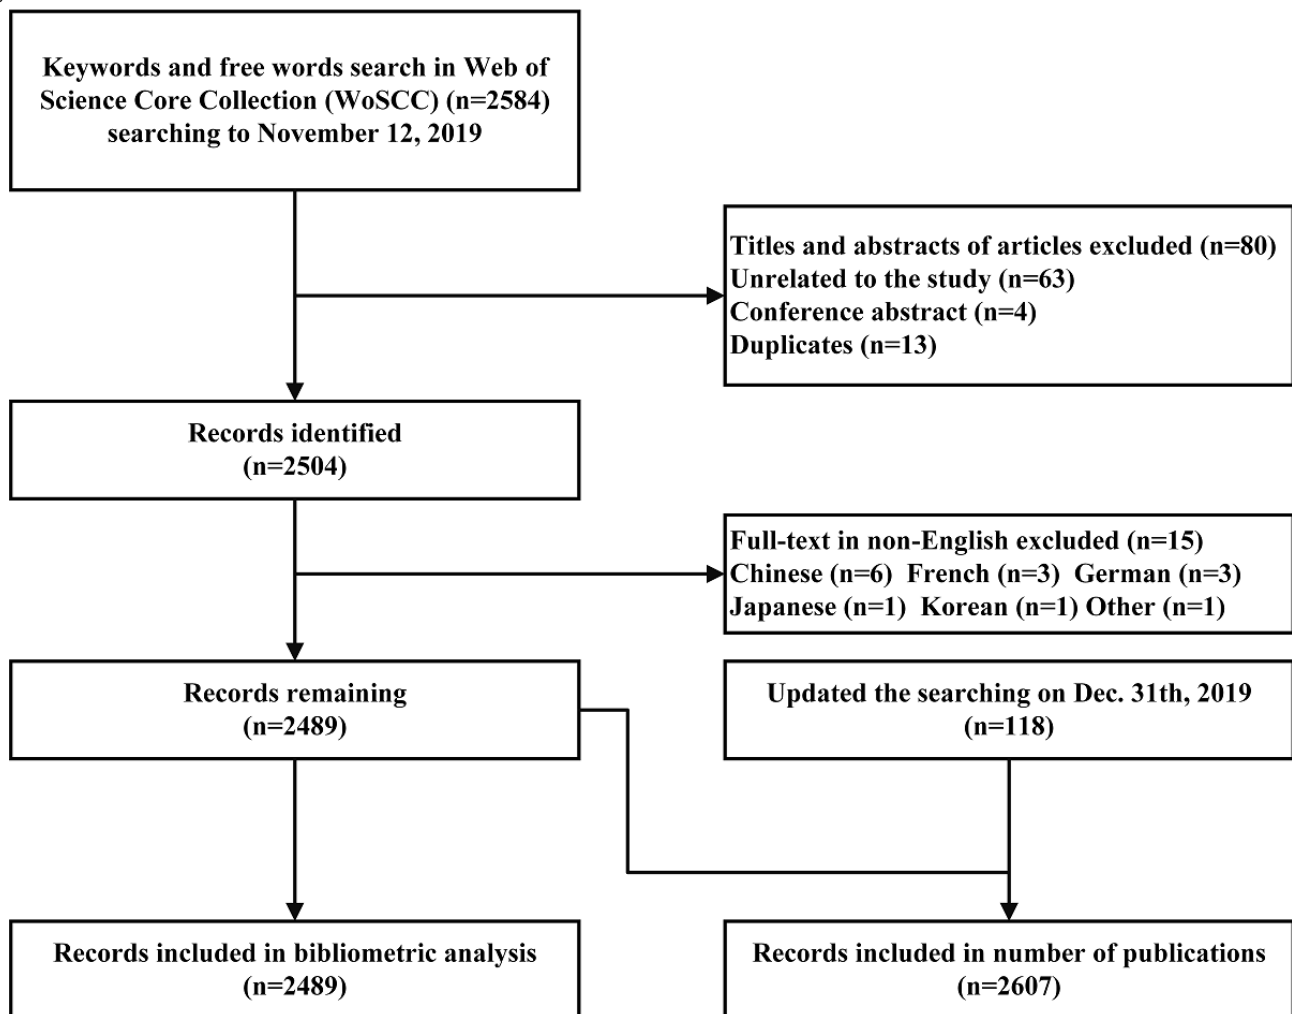 Keywords and free words search in Web of
Science Core Collection (WoSCC) (n=2584)
searching to November 12, 2019
Titles and abstracts of articles excluded (n=80)
Unrelated to the study (n=63)
Conference abstract (n=4)
Duplicates (n=13)
Records identified
(n=2504)
Full-text in non-English excluded (n=15)
Chinese (n=6) French (n=3) German (n=3)
Japanese (n=1) Korean (n=1) Other (n=1)
Records remaining
(n=2489)
Updated the searching on Dec. 31th, 2019
(n=118)
Records included in bibliometric analysis
(n=2489)
Records included in number of publications
(n=2607)